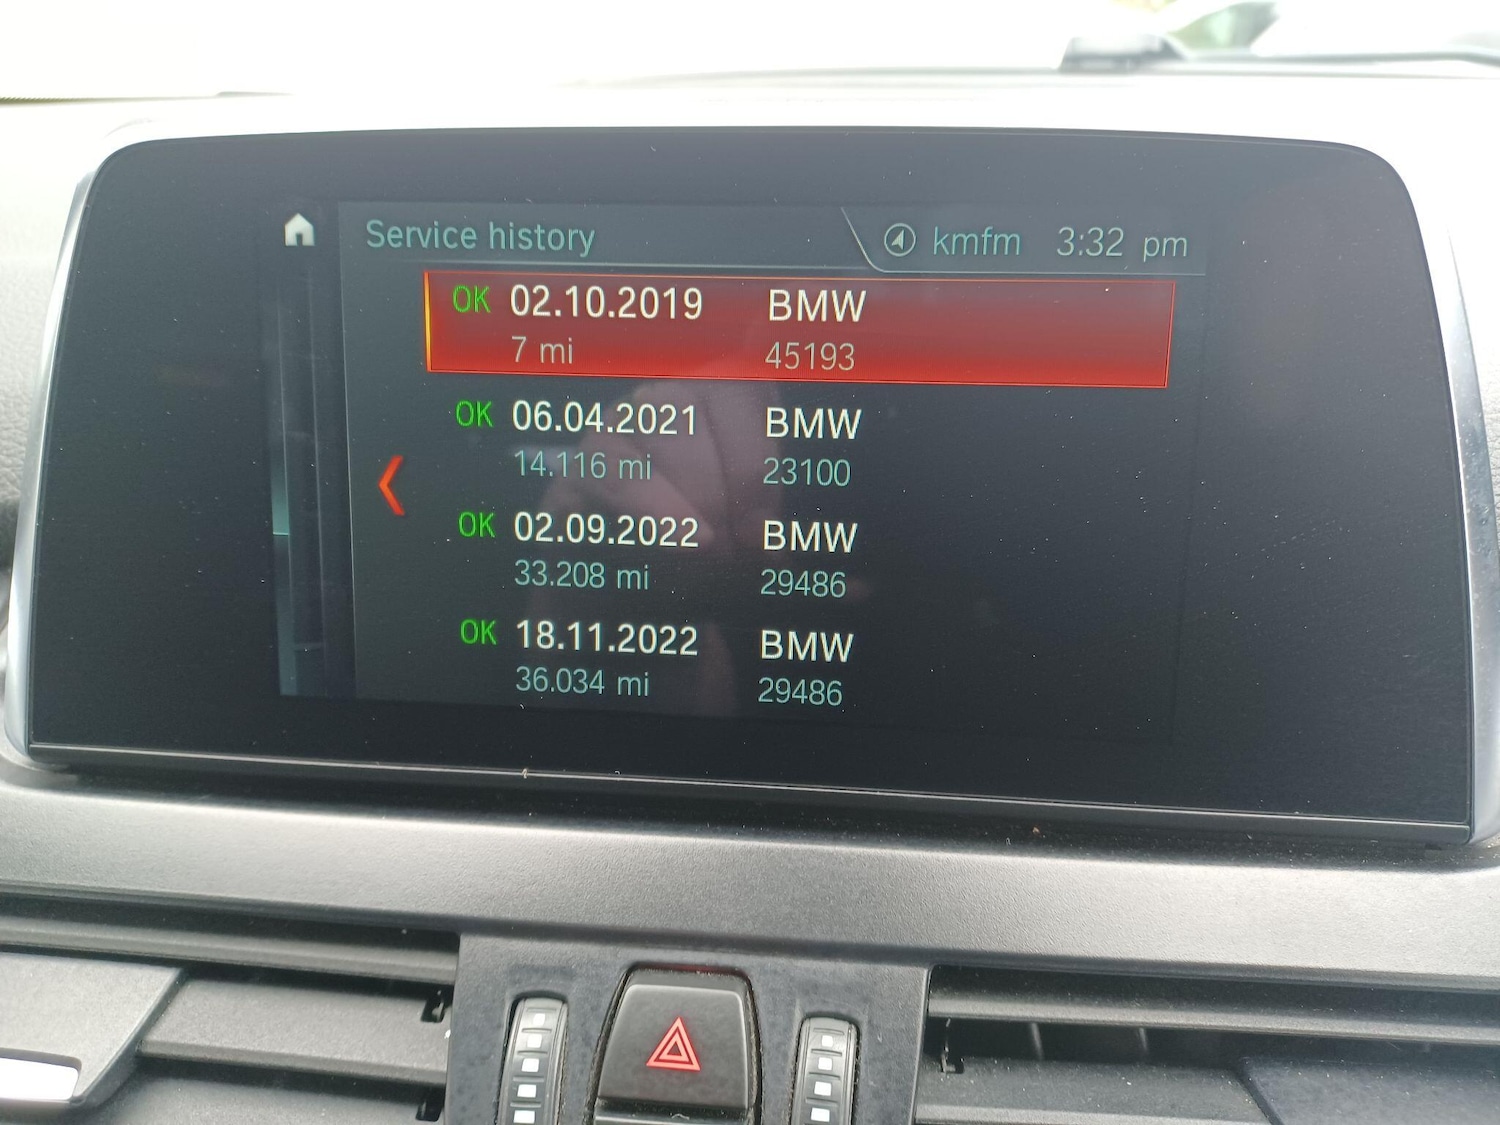 Service history kmfm 3:32 pm
OK 02.10.2019 BMW
7 mi 45193
OK 06.04.2021 BMW
14.116 mi 23100
OK 02.09.2022 BMW
33.208 mi 29486
OK 18.11.2022 BMW
36.034 mi 29486